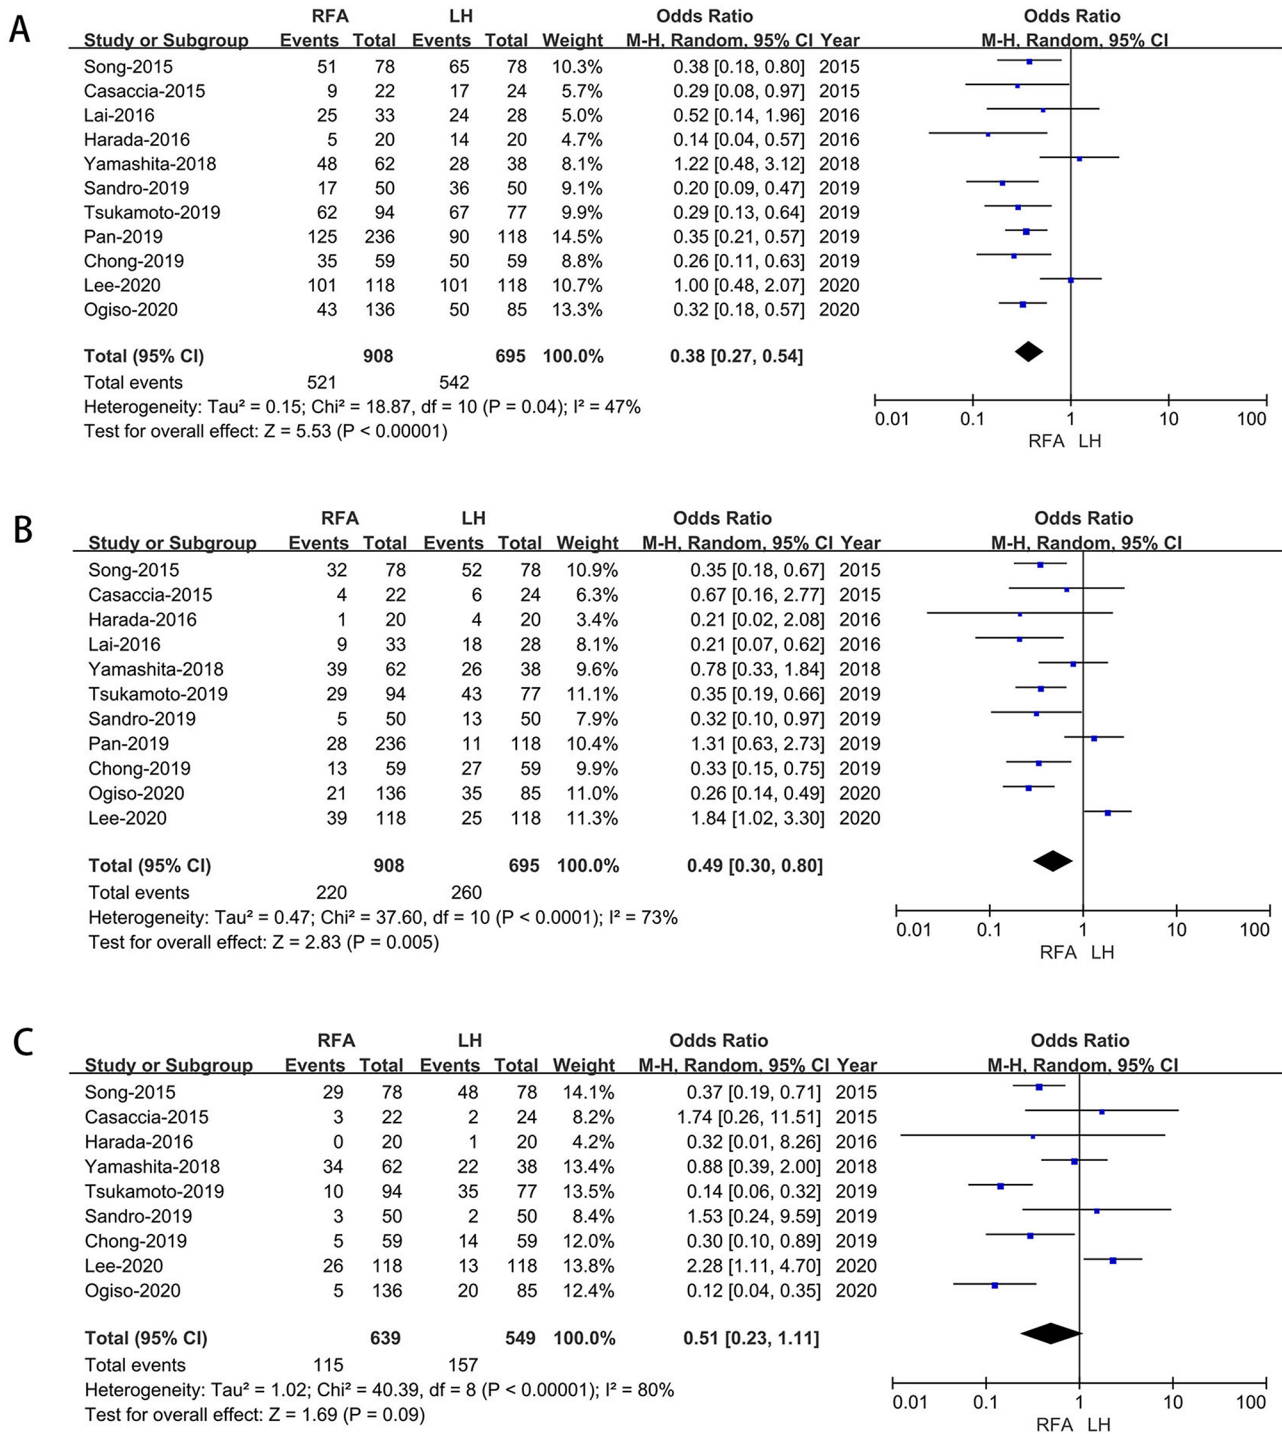 A
RFA LH Odds Ratio Odds Ratio
Study or Subgroup Events Total Events Total Weight M-H, Random, 95% CI Year M-H, Random, 95% CI
Song-2015 51 78 65 78 10.3% 0.38 [0.18, 0.80] 2015
Casaccia-2015 9 22 17 24 5.7% 0.29 [0.08, 0.97] 2015
Lai-2016 25 33 24 28 5.0% 0.52 [0.14, 1.96] 2016
Harada-2016 5 20 14 20 4.7% 0.14 [0.04, 0.57] 2016
Yamashita-2018 48 62 28 38 8.1% 1.22 [0.48, 3.12] 2018
Sandro-2019 17 50 36 50 9.1% 0.20 [0.09, 0.47] 2019
Tsukamoto-2019 62 94 67 77 9.9% 0.29 [0.13, 0.64] 2019
Pan-2019 125 236 90 118 14.5% 0.35 [0.21, 0.57] 2019
Chong-2019 35 59 50 59 8.8% 0.26 [0.11, 0.63] 2019
Lee-2020 101 118 101 118 10.7% 1.00 [0.48, 2.07] 2020
Ogiso-2020 43 136 50 85 13.3% 0.32 [0.18, 0.57] 2020
Total (95% CI) 908 695 100.0% 0.38 [0.27, 0.54]
Total events 521 542
Heterogeneity: Tau² = 0.15; Chi² = 18.87, df = 10 (P = 0.04); I² = 47%
Test for overall effect: Z = 5.53 (P < 0.00001)
0.01 0.1 1 10 100
RFA LH
B
RFA LH Odds Ratio Odds Ratio
Study or Subgroup Events Total Events Total Weight M-H, Random, 95% CI Year M-H, Random, 95% CI
Song-2015 32 78 52 78 10.9% 0.35 [0.18, 0.67] 2015
Casaccia-2015 4 22 6 24 6.3% 0.67 [0.16, 2.77] 2015
Harada-2016 1 20 4 20 3.4% 0.21 [0.02, 2.08] 2016
Lai-2016 9 33 18 28 8.1% 0.21 [0.07, 0.62] 2016
Yamashita-2018 39 62 26 38 9.6% 0.78 [0.33, 1.84] 2018
Tsukamoto-2019 29 94 43 77 11.1% 0.35 [0.19, 0.66] 2019
Sandro-2019 5 50 13 50 7.9% 0.32 [0.10, 0.97] 2019
Pan-2019 28 236 11 118 10.4% 1.31 [0.63, 2.73] 2019
Chong-2019 13 59 27 59 9.9% 0.33 [0.15, 0.75] 2019
Ogiso-2020 21 136 35 85 11.0% 0.26 [0.14, 0.49] 2020
Lee-2020 39 118 25 118 11.3% 1.84 [1.02, 3.30] 2020
Total (95% CI) 908 695 100.0% 0.49 [0.30, 0.80]
Total events 220 260
Heterogeneity: Tau² = 0.47; Chi² = 37.60, df = 10 (P < 0.0001); I² = 73%
Test for overall effect: Z = 2.83 (P = 0.005)
0.01 0.1 1 10 100
RFA LH
C
RFA LH Odds Ratio Odds Ratio
Study or Subgroup Events Total Events Total Weight M-H, Random, 95% CI Year M-H, Random, 95% CI
Song-2015 29 78 48 78 14.1% 0.37 [0.19, 0.71] 2015
Casaccia-2015 3 22 2 24 8.2% 1.74 [0.26, 11.51] 2015
Harada-2016 0 20 1 20 4.2% 0.32 [0.01, 8.26] 2016
Yamashita-2018 34 62 22 38 13.4% 0.88 [0.39, 2.00] 2018
Tsukamoto-2019 10 94 35 77 13.5% 0.14 [0.06, 0.32] 2019
Sandro-2019 3 50 2 50 8.4% 1.53 [0.24, 9.59] 2019
Chong-2019 5 59 14 59 12.0% 0.30 [0.10, 0.89] 2019
Lee-2020 26 118 13 118 13.8% 2.28 [1.11, 4.70] 2020
Ogiso-2020 5 136 20 85 12.4% 0.12 [0.04, 0.35] 2020
Total (95% CI) 639 549 100.0% 0.51 [0.23, 1.11]
Total events 115 157
Heterogeneity: Tau² = 1.02; Chi² = 40.39, df = 8 (P < 0.00001); I² = 80%
Test for overall effect: Z = 1.69 (P = 0.09)
0.01 0.1 1 10 100
RFA LH